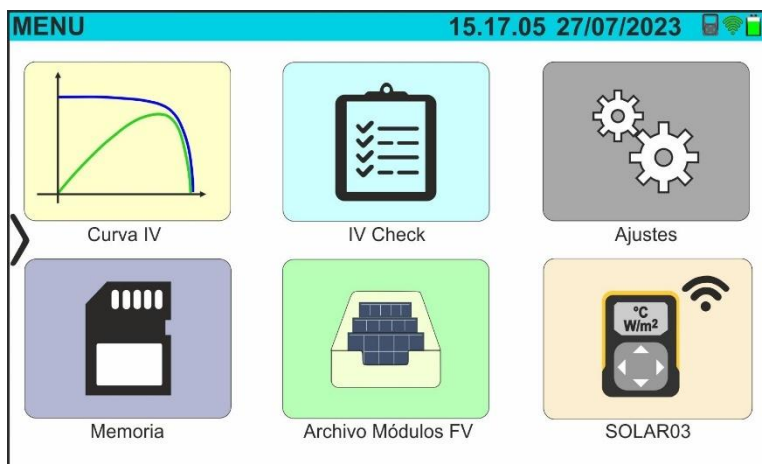 MENU 15.17.05 27/07/2023
Curva IV IV Check Ajustes
°C
W/m²
Memoria Archivo Módulos FV SOLAR03